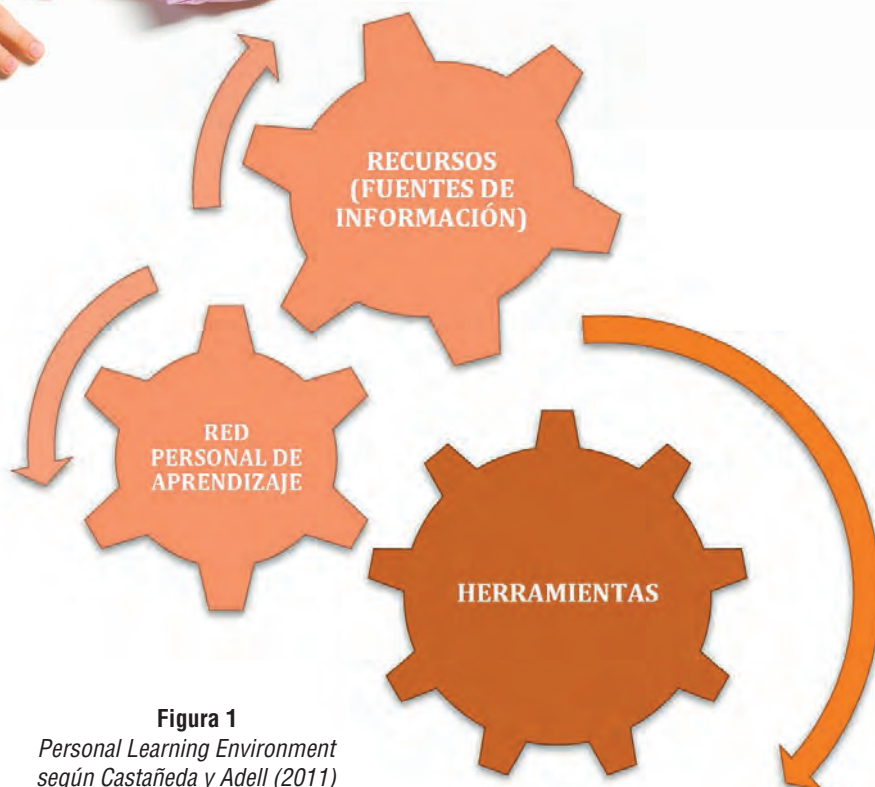 RECURSOS
(FUENTES DE
INFORMACIÓN)
RED
PERSONAL DE
APRENDIZAJE
HERRAMIENTAS
Figura 1
Personal Learning Environment
según Castañeda y Adell (2011)